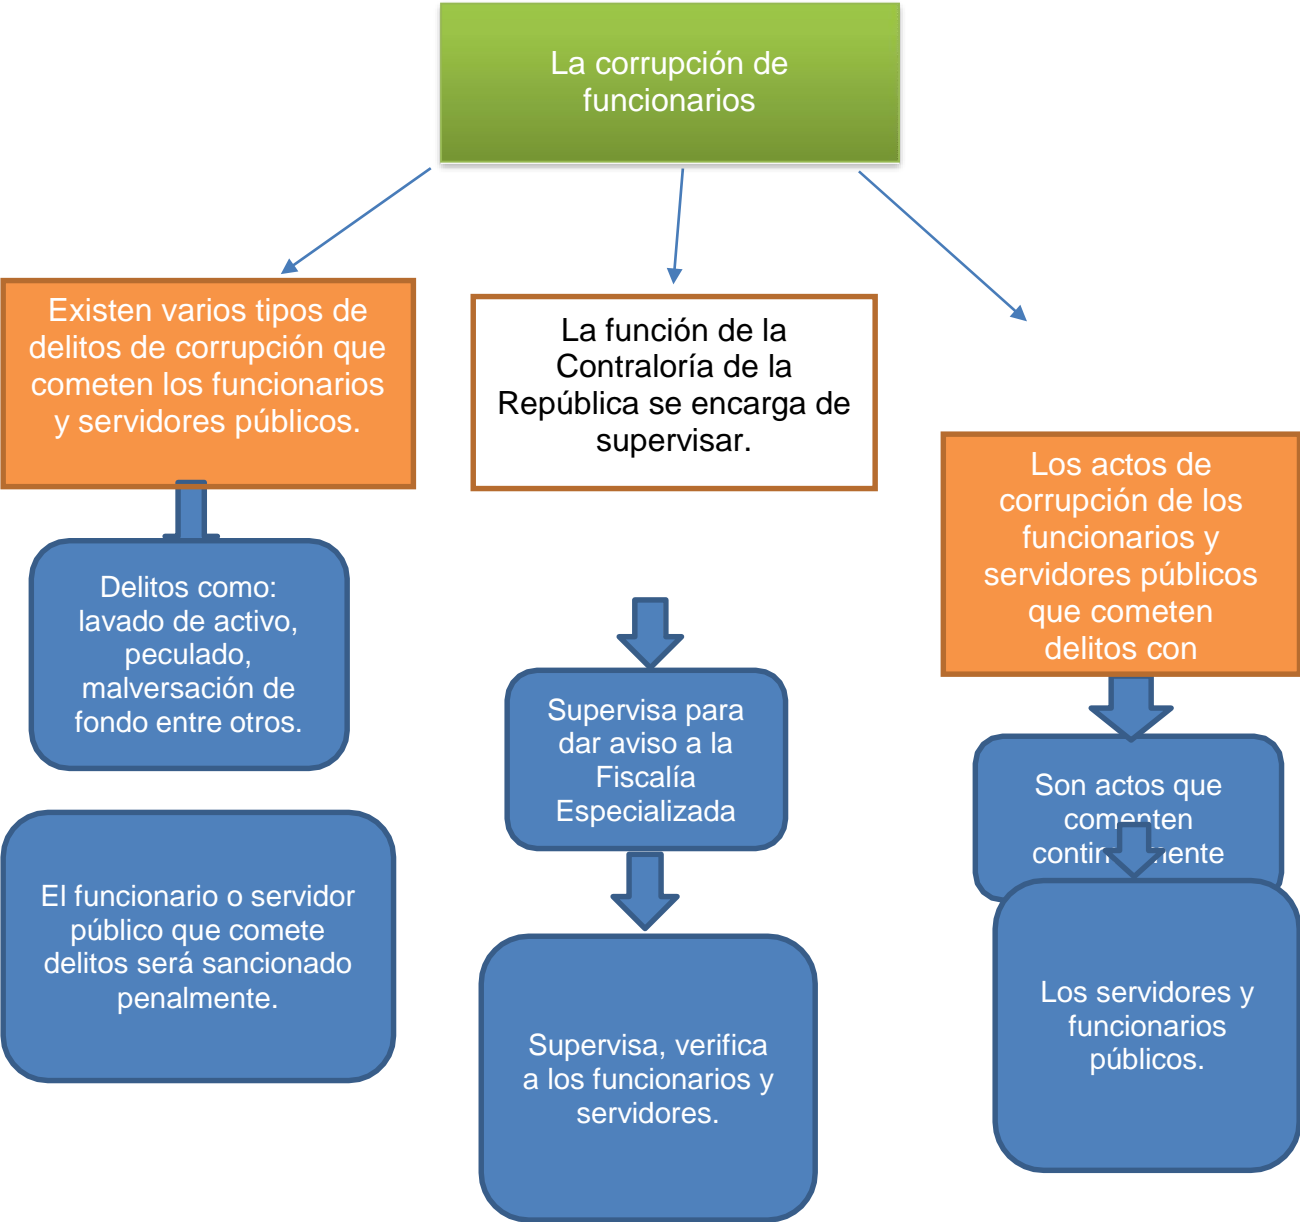 La corrupción de
funcionarios
Existen varios tipos de
delitos de corrupción que
cometen los funcionarios
y servidores públicos.
La función de la
Contraloría de la
República se encarga de
supervisar.
Los actos de
corrupción de los
funcionarios y
servidores públicos
que cometen
delitos con
Delitos como:
lavado de activo,
peculado,
malversación de
fondo entre otros.
Supervisa para
dar aviso a la
Fiscalía
Especializada
Son actos que
comenten
El funcionario o servidor
público que comete
delitos será sancionado
penalmente.
Supervisa, verifica
a los funcionarios y
servidores.
Los servidores y
funcionarios
públicos.